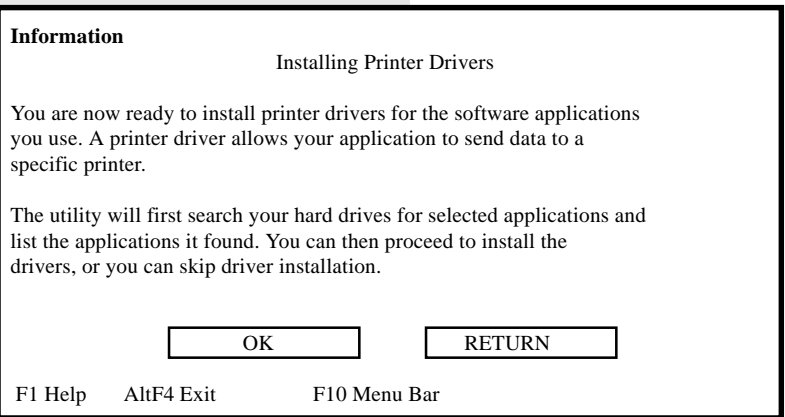 Information
Installing Printer Drivers
You are now ready to install printer drivers for the software applications
you use. A printer driver allows your application to send data to a
specific printer.
The utility will first search your hard drives for selected applications and
list the applications it found. You can then proceed to install the
drivers, or you can skip driver installation.
OK RETURN
F1 Help AltF4 Exit F10 Menu Bar